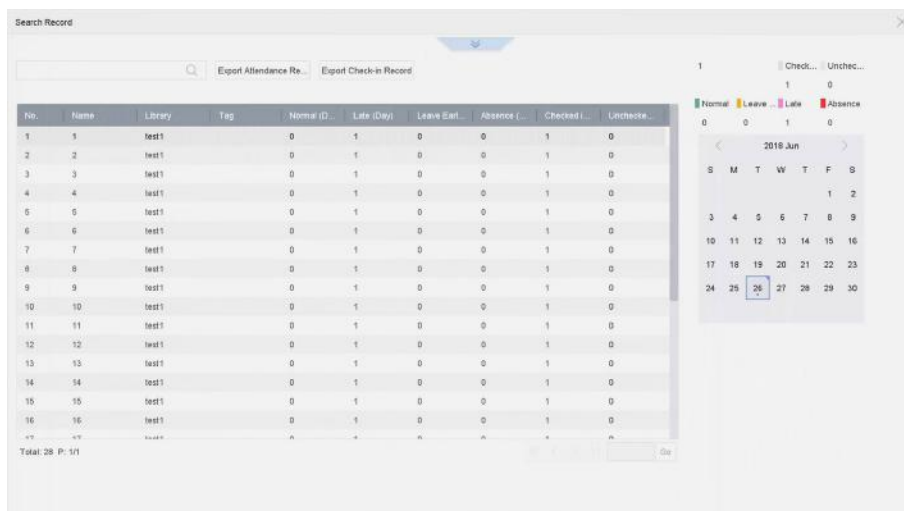 Search Record
Export Attendance Re... Export Check-in Record
No. Name Library Tag Normal (D... Late (Day) Leave Earl... Absence (... Checked (... Unchecke...
1 1 test1 0 1 0 0 1 0
2 2 test1 0 1 0 0 1 0
3 3 test1 0 1 0 0 1 0
4 4 test1 0 1 0 0 1 0
5 5 test1 0 1 0 0 1 0
6 6 test1 0 1 0 0 1 0
7 7 test1 0 1 0 0 1 0
8 8 test1 0 1 0 0 1 0
9 9 test1 0 1 0 0 1 0
10 10 test1 0 1 0 0 1 0
11 11 test1 0 1 0 0 1 0
12 12 test1 0 1 0 0 1 0
13 13 test1 0 1 0 0 1 0
14 14 test1 0 1 0 0 1 0
15 15 test1 0 1 0 0 1 0
16 16 test1 0 1 0 0 1 0
Total: 28 P: 1/1
Go
1 Check... Unchec...
1 0
Normal Leave ... Late Absence
0 0 1 0
2018 Jun
S M T W T F S
1 2
3 4 5 6 7 8 9
10 11 12 13 14 15 16
17 18 19 20 21 22 23
24 25 26 27 28 29 30